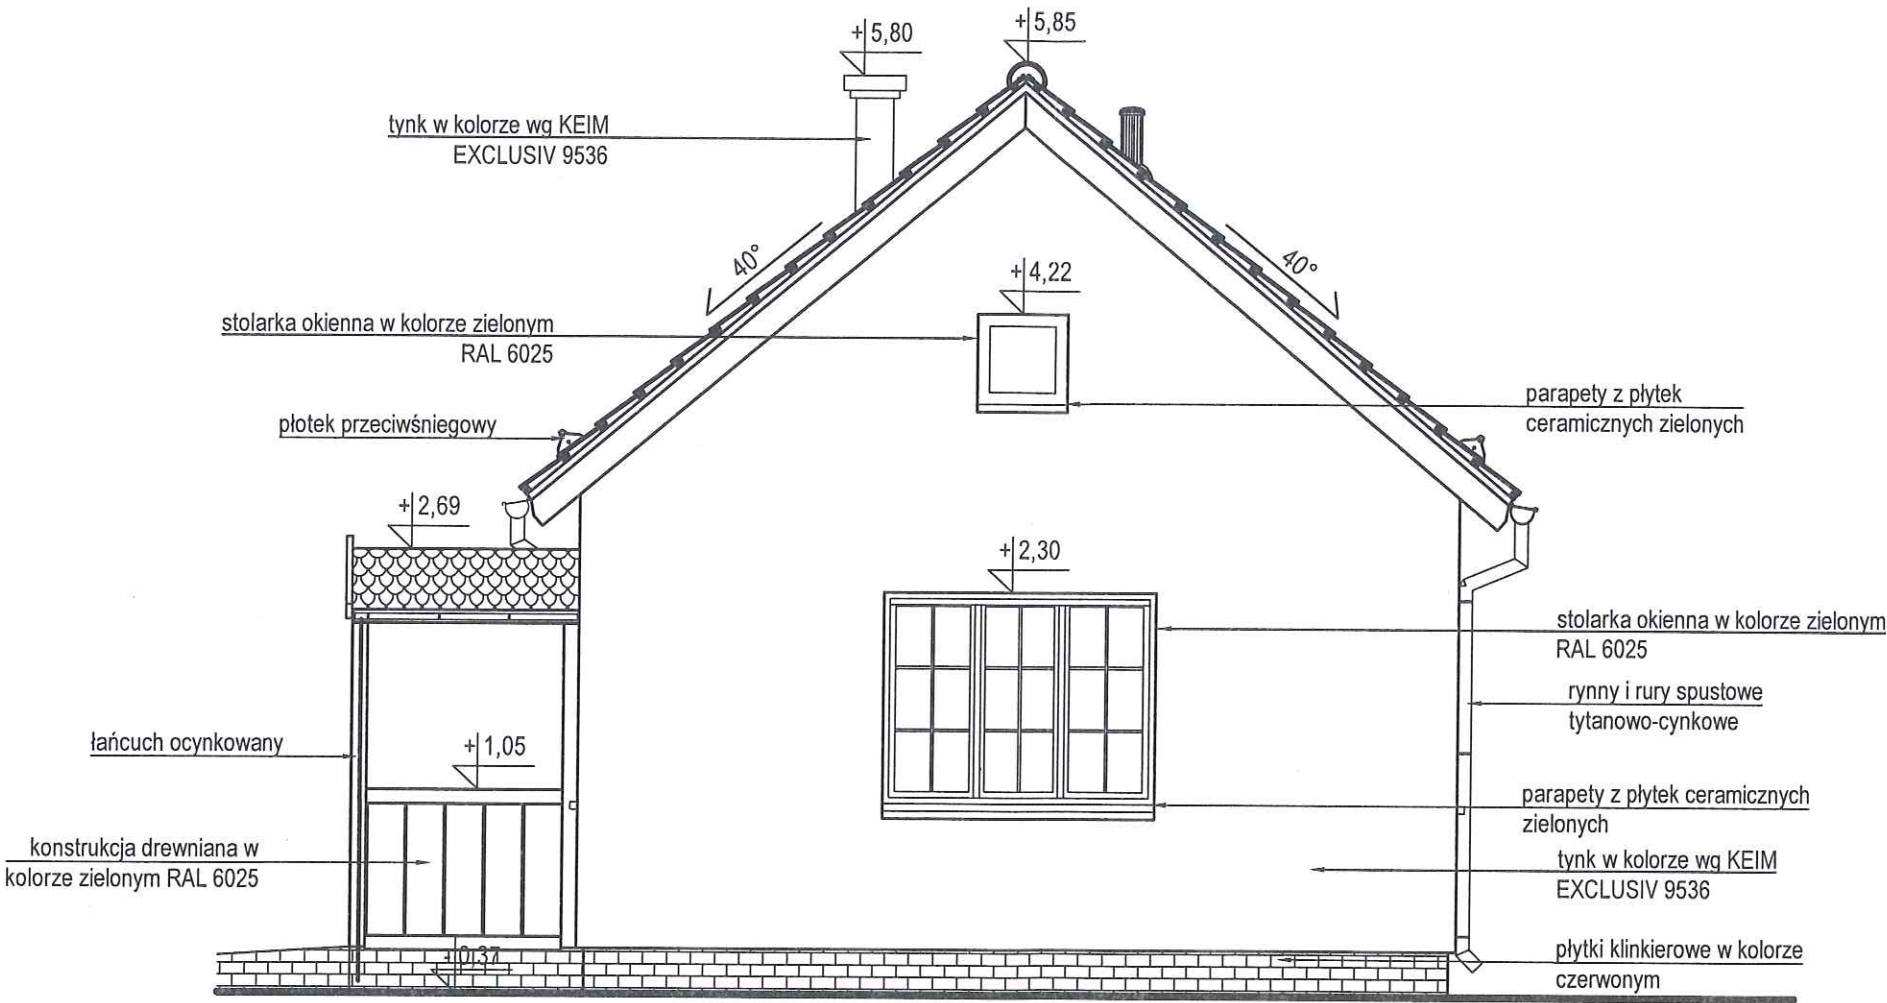 +5,80
+5,85
tynk w kolorze wg KEIM
EXCLUSIV 9536
40°
40°
+4,22
stolarka okienna w kolorze zielonym
RAL 6025
parapety z płytek
ceramicznych zielonych
płotek przeciwśniegowy
+2,69
+2,30
stolarka okienna w kolorze zielonym
RAL 6025
rynny i rury spustowe
tytanowo-cynkowe
łańcuch ocynkowany
+1,05
parapety z płytek ceramicznych
zielonych
konstrukcja drewniana w
kolorze zielonym RAL 6025
tynk w kolorze wg KEIM
EXCLUSIV 9536
-0,37
płytki klinkierowe w kolorze
czerwonym